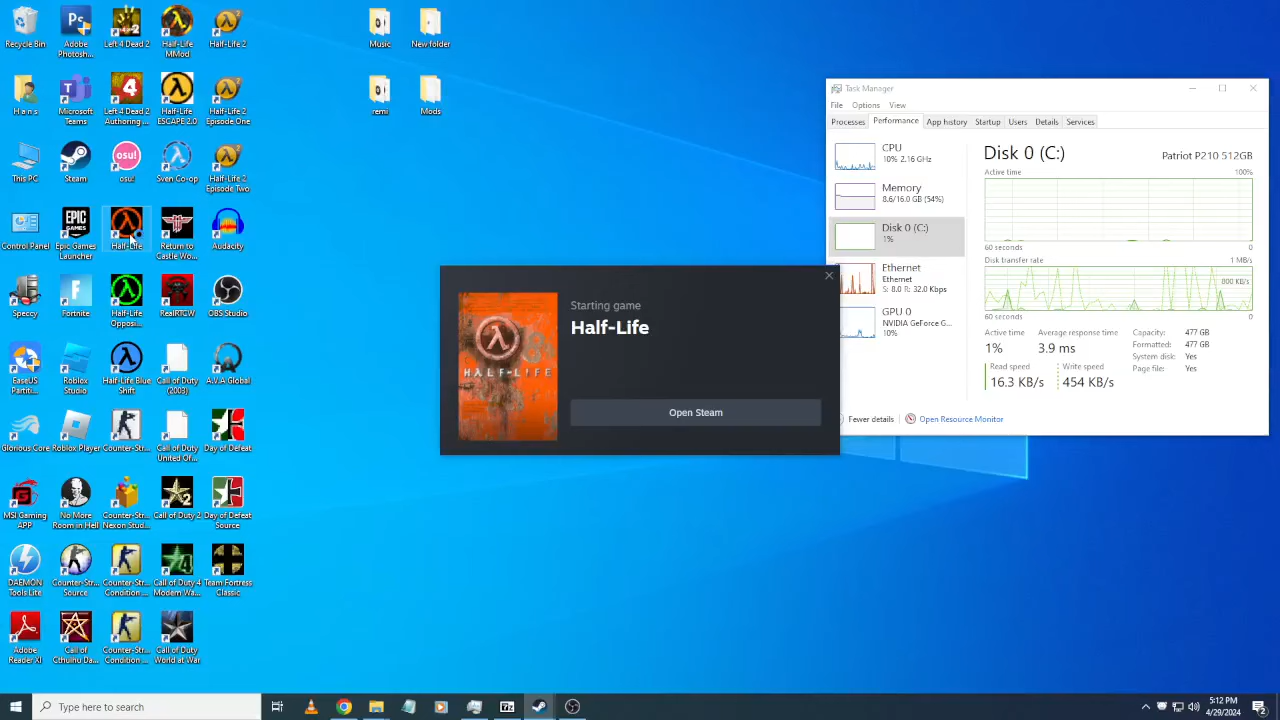 Recycle Bin
Adobe
Photosh...
Left 4 Dead 2
Half-Life
MMod
Half-Life 2
Music
New folder
H a n s
Microsoft
Teams
Left 4 Dead 2
Authoring ...
Half-Life
ESCAPE 2.0
Half-Life 2
Episode One
remi
Mods
This PC
Steam
osu!
Sven Co-op
Half-Life 2
Episode Two
Control Panel
Epic Games
Launcher
Half-Life
Return to
Castle Wo...
Audacity
Speccy
Fortnite
Half-Life
Opposi...
RealRTCW
OBS Studio
EaseUS
Partiti...
Roblox
Studio
Half-Life Blue
Shift
Call of Duty
(2003)
A.V.A Global
Glorious Core
Roblox Player
Counter-Str...
Call of Duty
United Of...
Day of Defeat
MSI Gaming
APP
No More
Room in Hell
Counter-Str...
Nexon Stud...
Call of Duty 2
Day of Defeat
Source
DAEMON
Tools Lite
Counter-Str...
Source
Counter-Str...
Condition ...
Call of Duty 4
Modern Wa...
Team Fortress
Classic
Adobe
Reader XI
Call of
Cthulhu Da...
Counter-Str...
Condition ...
Call of Duty
World at War
Task Manager
File Options View
Processes Performance App history Startup Users Details Services
CPU
10% 2.16 GHz
Memory
8.6/16.0 GB (54%)
Disk 0 (C:)
1%
Ethernet
Ethernet
S: 8.0 R: 32.0 Kbps
GPU 0
NVIDIA GeForce G...
10%
Disk 0 (C:) Patriot P210 512GB
Active time 100%
60 seconds 0
Disk transfer rate 1 MB/s
800 KB/s
60 seconds 0
Active time Average response time
1% 3.9 ms
Read speed Write speed
16.3 KB/s 454 KB/s
Capacity: 477 GB
Formatted: 477 GB
System disk: Yes
Page file: Yes
Fewer details Open Resource Monitor
Starting game
Half-Life
HALF-LIFE
Open Steam
Type here to search
5:12 PM
4/29/2024